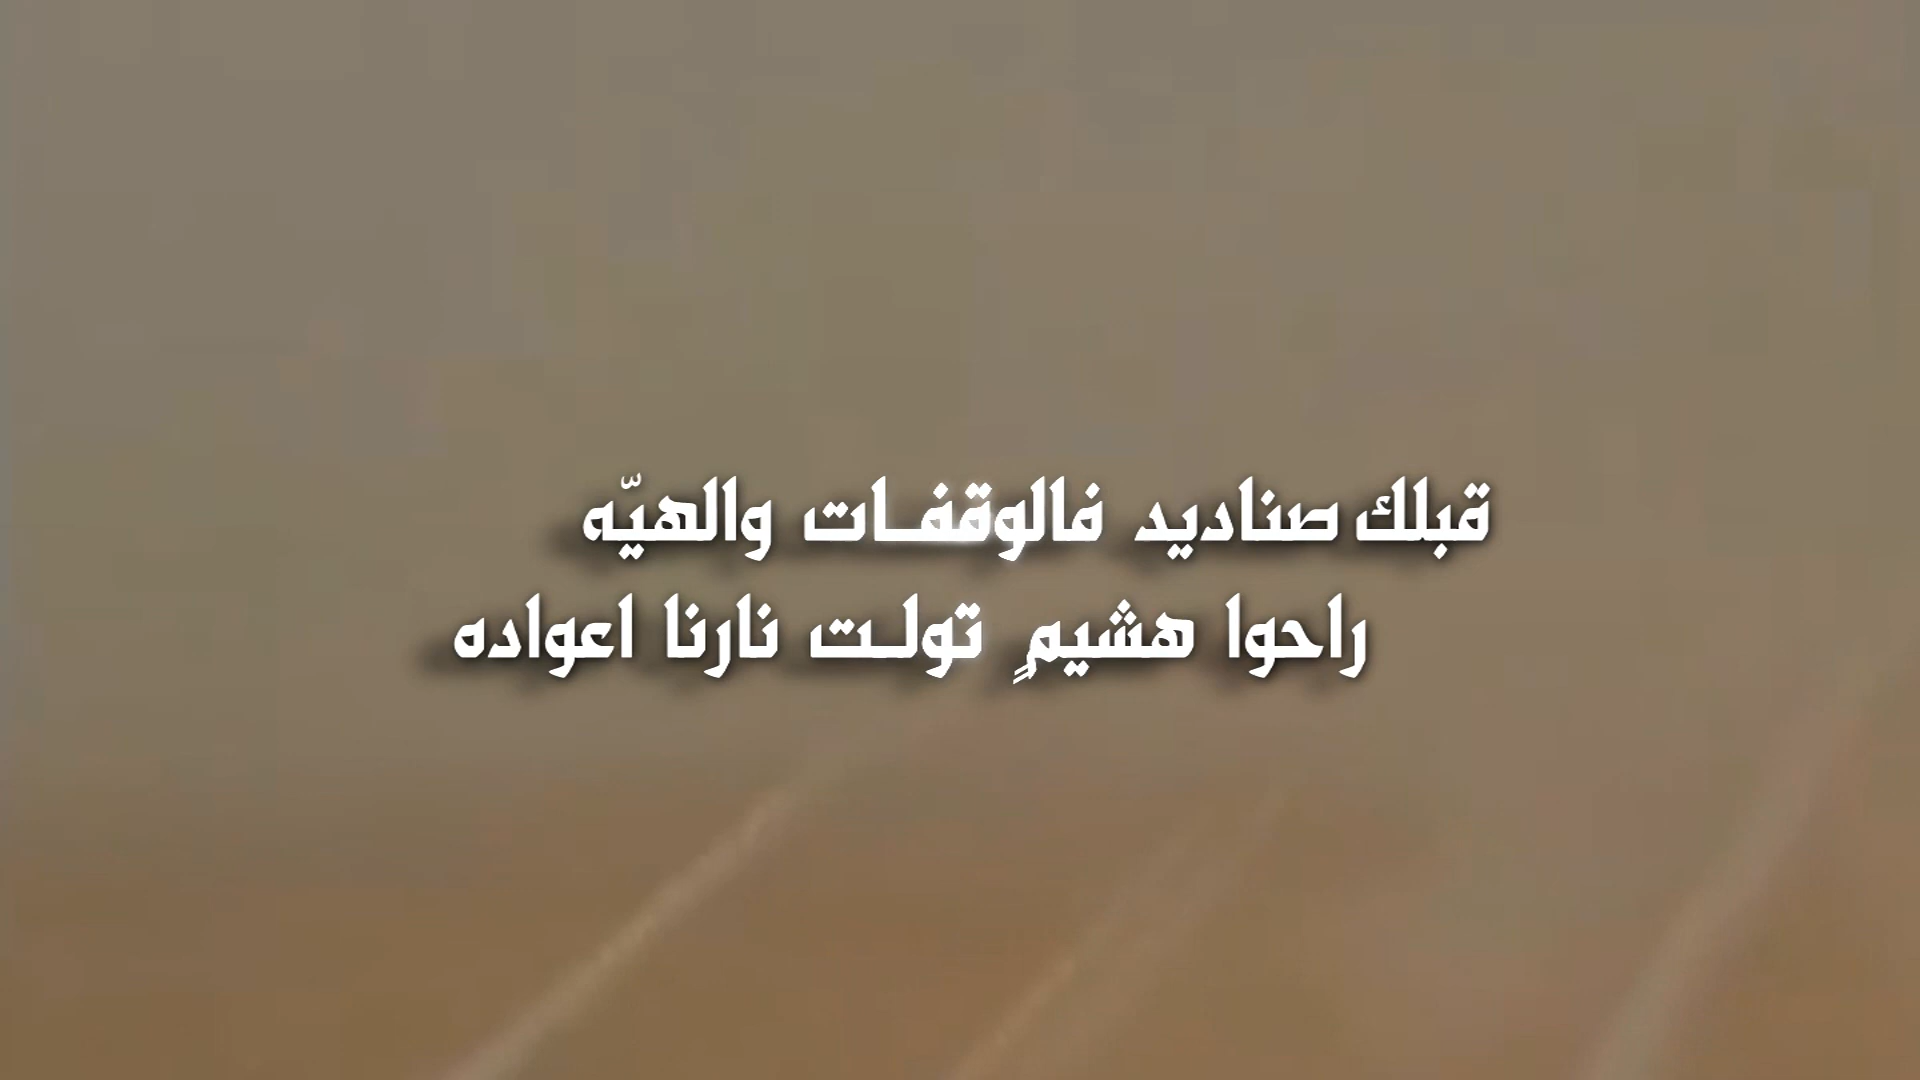 قبلك صناديد فالوقفات والهيّه
راحوا هشيمٍ تولت نارنا اعواده